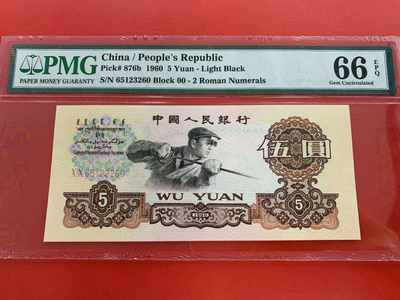 PMG
PAPER MONEY GUARANTY
China / People's Republic
Pick# 876b 1960 5 Yuan - Light Black
S/N 65123260 Block 00 - 2 Roman Numerals
66 EPQ
Gem Uncirculated
中國人民銀行
伍圓
5
WU YUAN
5